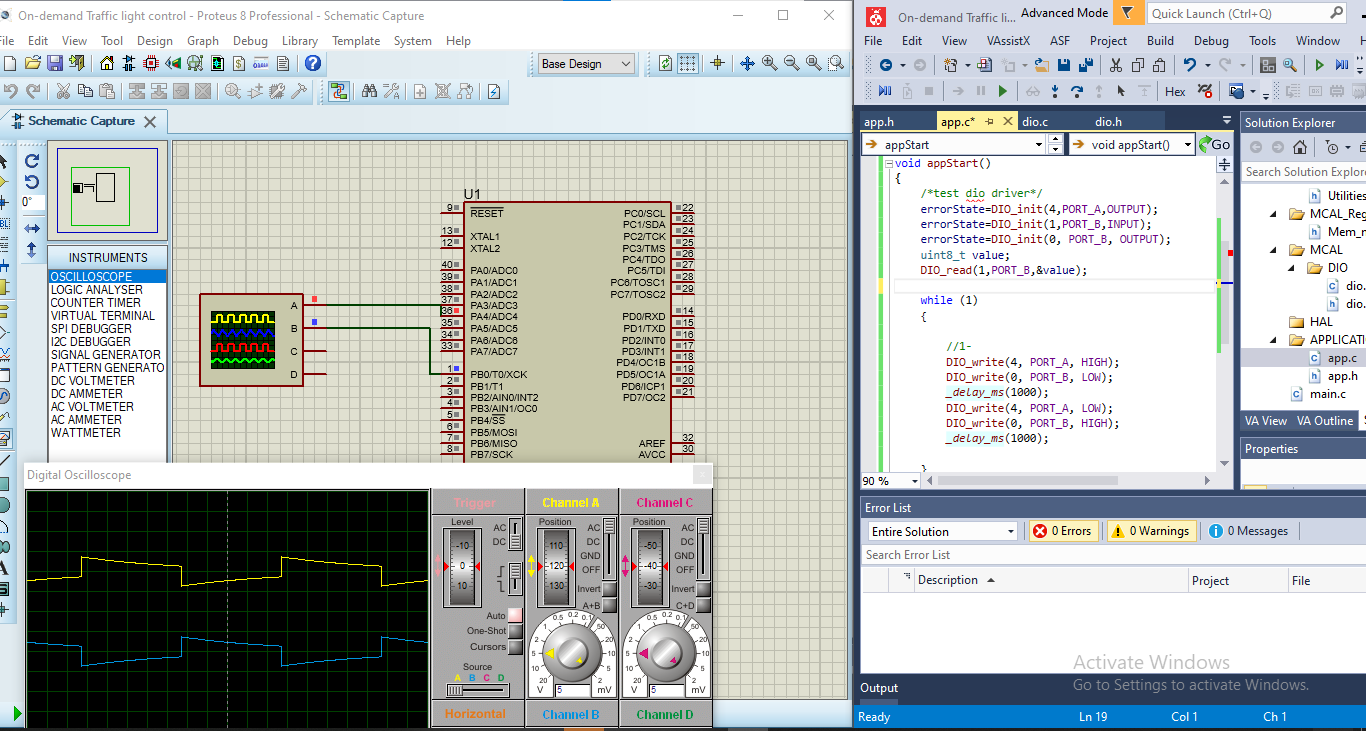 On-demand Traffic light control - Proteus 8 Professional - Schematic Capture
File Edit View Tool Design Graph Debug Library Template System Help
Base Design
Schematic Capture
0°
INSTRUMENTS
OSCILLOSCOPE
LOGIC ANALYSER
COUNTER TIMER
VIRTUAL TERMINAL
SPI DEBUGGER
I2C DEBUGGER
SIGNAL GENERATOR
PATTERN GENERATO
DC VOLTMETER
DC AMMETER
AC VOLTMETER
AC AMMETER
WATTMETER
A
B
C
D
U1
9 RESET
13 XTAL1
12 XTAL2
40 PA0/ADC0
39 PA1/ADC1
38 PA2/ADC2
37 PA3/ADC3
36 PA4/ADC4
35 PA5/ADC5
34 PA6/ADC6
33 PA7/ADC7
1 PB0/T0/XCK
2 PB1/T1
3 PB2/AIN0/INT2
4 PB3/AIN1/OC0
5 PB4/SS
6 PB5/MOSI
7 PB6/MISO
8 PB7/SCK
PC0/SCL 22
PC1/SDA 23
PC2/TCK 24
PC3/TMS 25
PC4/TDO 26
PC5/TDI 27
PC6/TOSC1 28
PC7/TOSC2 29
PD0/RXD 14
PD1/TXD 15
PD2/INT0 16
PD3/INT1 17
PD4/OC1B 18
PD5/OC1A 19
PD6/ICP1 20
PD7/OC2 21
AREF 32
AVCC 30
Digital Oscilloscope
Trigger
Level
AC
DC
-10
0
10
Auto
One-Shot
Cursors
Source
A B C D
Horizontal
Channel A
Position
AC
DC
GND
OFF
110
120
130
Invert
A+B
V 5 mV
Channel B
Channel C
Position
AC
DC
GND
OFF
-50
-40
-30
Invert
C+D
V 5 mV
Channel D
On-demand Traffic li... Advanced Mode Quick Launch (Ctrl+Q)
File Edit View VAssistX ASF Project Build Debug Tools Window
Hex
app.h app.c* dio.c dio.h
appStart void appStart() Go
void appStart()
{
/*test dio driver*/
errorState=DIO_init(4,PORT_A,OUTPUT);
errorState=DIO_init(1,PORT_B,INPUT);
errorState=DIO_init(0, PORT_B, OUTPUT);
uint8_t value;
DIO_read(1,PORT_B,&value);
while (1)
{
//1-
DIO_write(4, PORT_A, HIGH);
DIO_write(0, PORT_B, LOW);
_delay_ms(1000);
DIO_write(4, PORT_A, LOW);
DIO_write(0, PORT_B, HIGH);
_delay_ms(1000);
}
90 %
Solution Explorer
Search Solution Explorer
Utilities
MCAL_Reg
Mem_r
MCAL
DIO
dio.
dio.
HAL
APPLICATI
app.c
app.h
main.c
VA View VA Outline
Properties
Error List
Entire Solution 0 Errors 0 Warnings 0 Messages
Search Error List
Description Project File
Activate Windows
Go to Settings to activate Windows.
Output
Ready Ln 19 Col 1 Ch 1